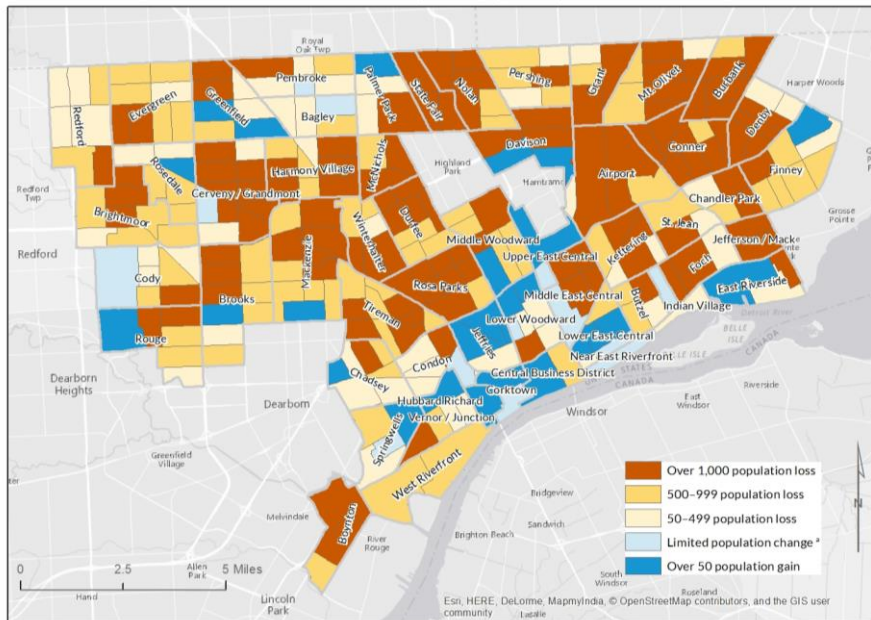 Royal
Oak Twp
Harper Woods
Pembroke
Palmer Park
State Fair
Nolan
Pershing
Grant
Mt. Olivet
Burbank
Redford
Evergreen
Greenfield
Bagley
Denby
Davison
Conner
Finney
Highland
Park
Hamtramck
Airport
Rosedale
Harmony Village
McNichols
Cerveny / Grandmont
Redford
Twp
Chandler Park
Grosse
Pointe
Brightmoor
Durfee
Winterhalter
Mackenzie
Middle Woodward
Kettering
St. Jean
Jefferson / Mack
Redford
Upper East Central
Foch
Cody
Rosa Parks
Middle East Central
Butzel
East Riverside
Brooks
Indian Village
Tireman
Lower Woodward
Jeffries
Lower East Central
Detroit River
BELLE
ISLE
Rouge
Near East Riverfront
BELLE ISLE
Condon
Central Business District
UNITED STATES
CANADA
CANADA
Dearborn
Heights
Chadsey
Corktown
Riverside
Dearborn
Hubbard Richard
Windsor
East
Windsor
Vernor / Junction
Springwells
Greenfield
Village
West Riverfront
Melvindale
Boynton
River
Rouge
Bridgeview
Sandwich
Brighton Beach
Allen
Park
Lincoln
Park
Hand
South
Windsor
Roseland
Lasalle
Over 1,000 population loss
500–999 population loss
50–499 population loss
Limited population change ª
Over 50 population gain
N
0 2.5 5 Miles
Esri, HERE, DeLorme, MapmyIndia, © OpenStreetMap contributors, and the GIS user
community